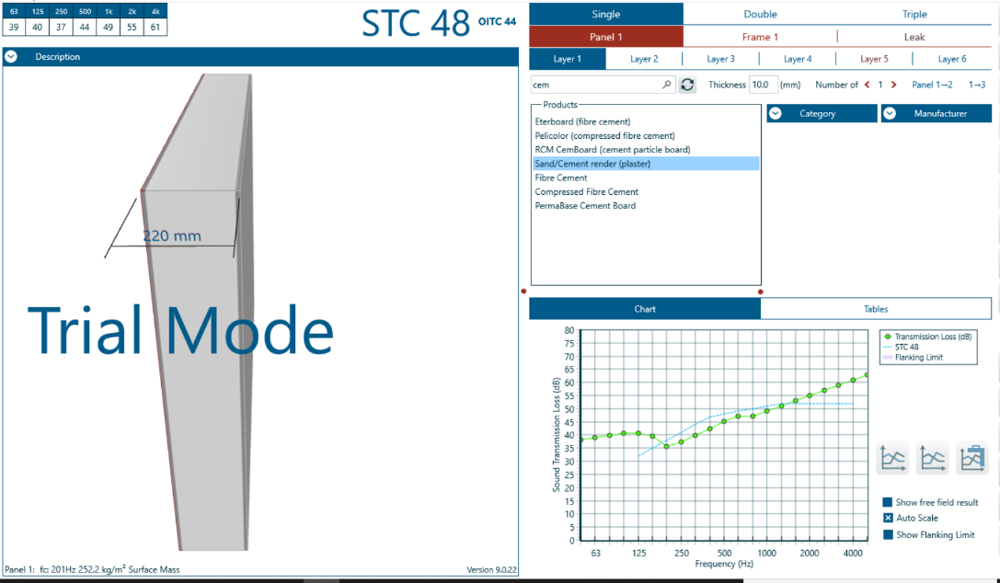 63 125 250 500 1k 2k 4k
39 40 37 44 49 55 61
STC 48 OITC 44
Description
220 mm
Trial Mode
Panel 1: fc: 201Hz 252.2 kg/m² Surface Mass
Version 9.0.22
Single Double Triple
Panel 1 Frame 1 Leak
Layer 1 Layer 2 Layer 3 Layer 4 Layer 5 Layer 6
cem Thickness 10.0 (mm) Number of < 1 > Panel 1→2 1→3
Products
Eterboard (fibre cement)
Pelicolor (compressed fibre cement)
RCM CemBoard (cement particle board)
Sand/Cement render (plaster)
Fibre Cement
Compressed Fibre Cement
PermaBase Cement Board
Category Manufacturer
Chart Tables
Sound Transmission Loss (dB)
80
75
70
65
60
55
50
45
40
35
30
25
20
15
10
5
0
63 125 250 500 1000 2000 4000
Frequency (Hz)
Transmission Loss (dB)
STC 48
Flanking Limit
Show free field result
Auto Scale
Show Flanking Limit